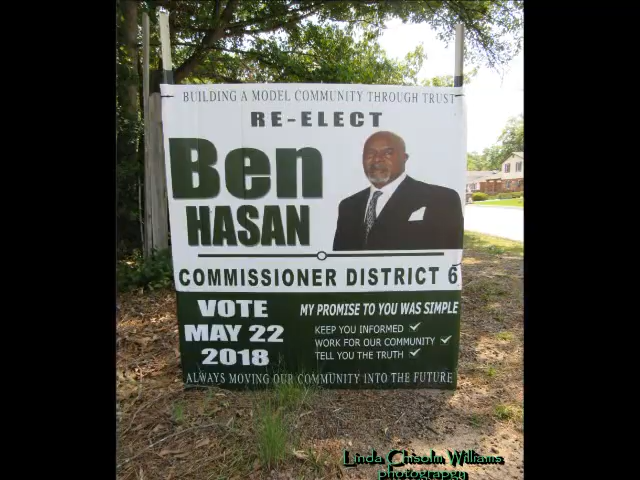 BUILDING A MODEL COMMUNITY THROUGH TRUST
RE-ELECT
Ben
HASAN
COMMISSIONER DISTRICT 6
VOTE
MAY 22
2018
MY PROMISE TO YOU WAS SIMPLE
KEEP YOU INFORMED ✓
WORK FOR OUR COMMUNITY ✓
TELL YOU THE TRUTH ✓
ALWAYS MOVING OUR COMMUNITY INTO THE FUTURE
Linda Chisolm Williams
photograpgy